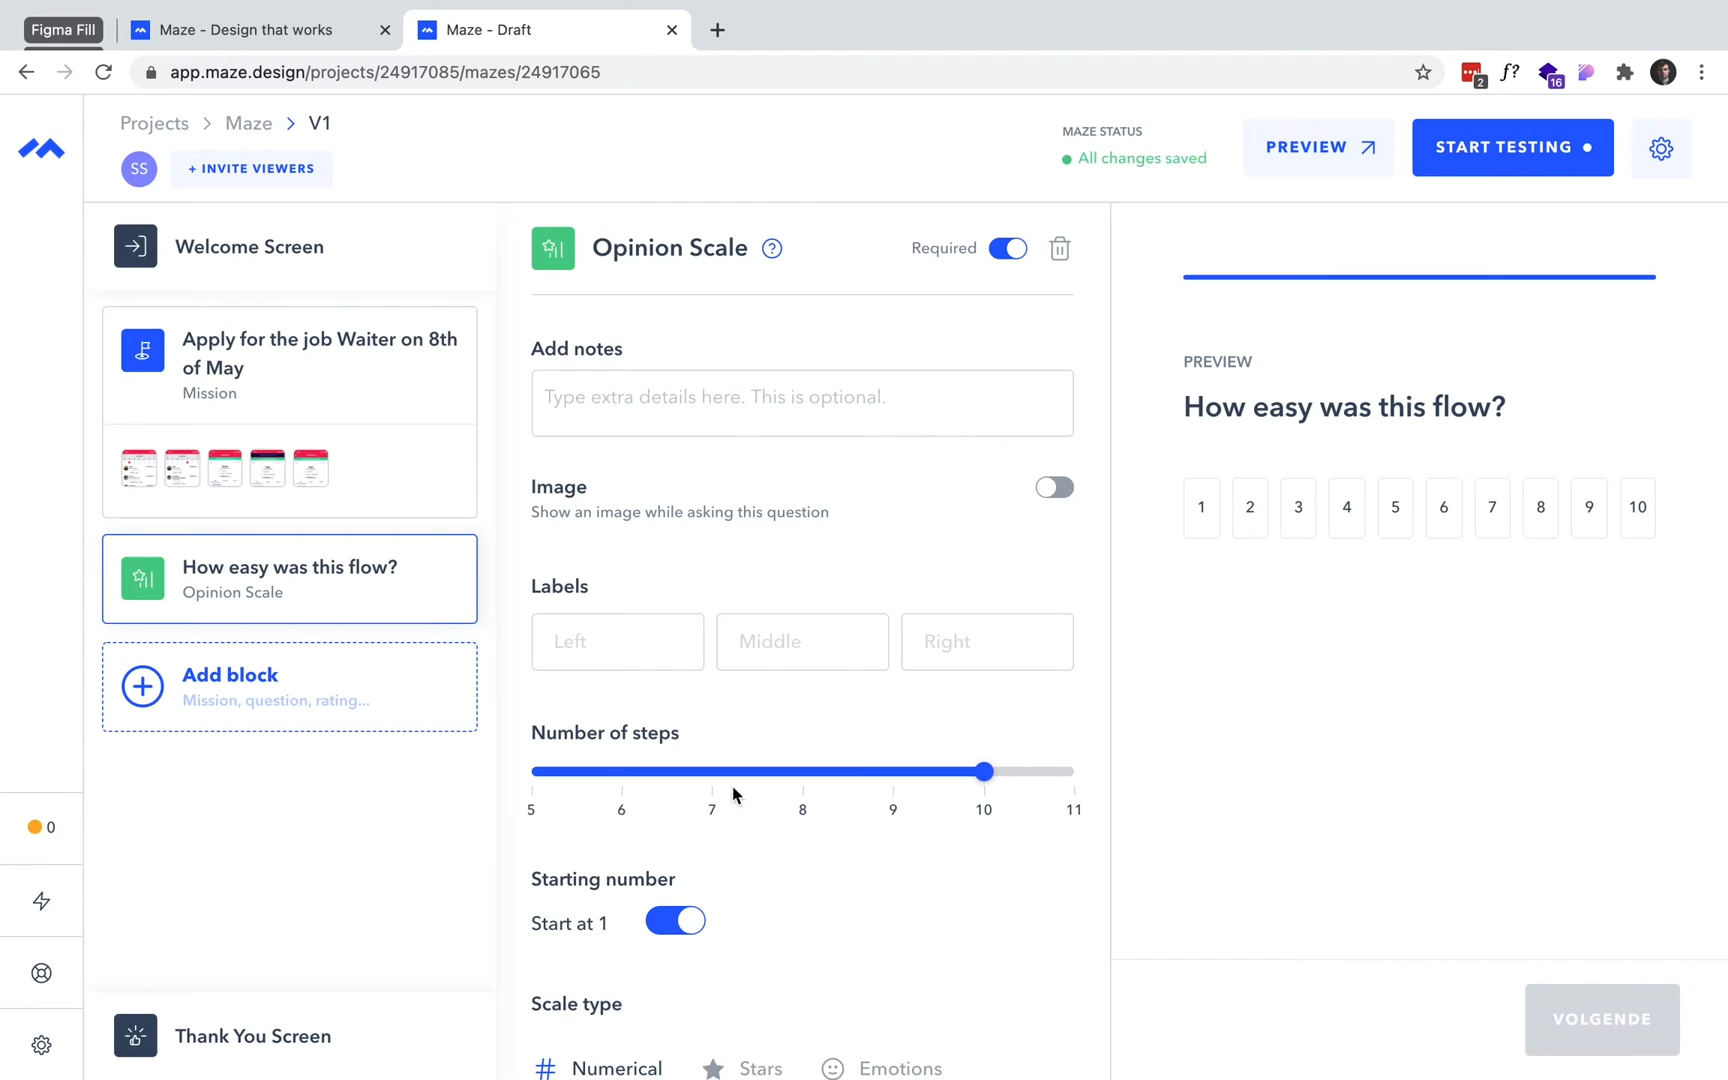 Figma Fill
Maze - Design that works
Maze - Draft
app.maze.design/projects/24917085/mazes/24917065
2
f?
16
Projects > Maze > V1
SS
+ INVITE VIEWERS
MAZE STATUS
All changes saved
PREVIEW
START TESTING
Welcome Screen
Apply for the job Waiter on 8th
of May
Mission
How easy was this flow?
Opinion Scale
Add block
Mission, question, rating...
0
Thank You Screen
Opinion Scale ?
Required
Add notes
Type extra details here. This is optional.
Image
Show an image while asking this question
Labels
Left
Middle
Right
Number of steps
5 6 7 8 9 10 11
Starting number
Start at 1
Scale type
# Numerical
Stars
Emotions
PREVIEW
How easy was this flow?
1 2 3 4 5 6 7 8 9 10
VOLGENDE